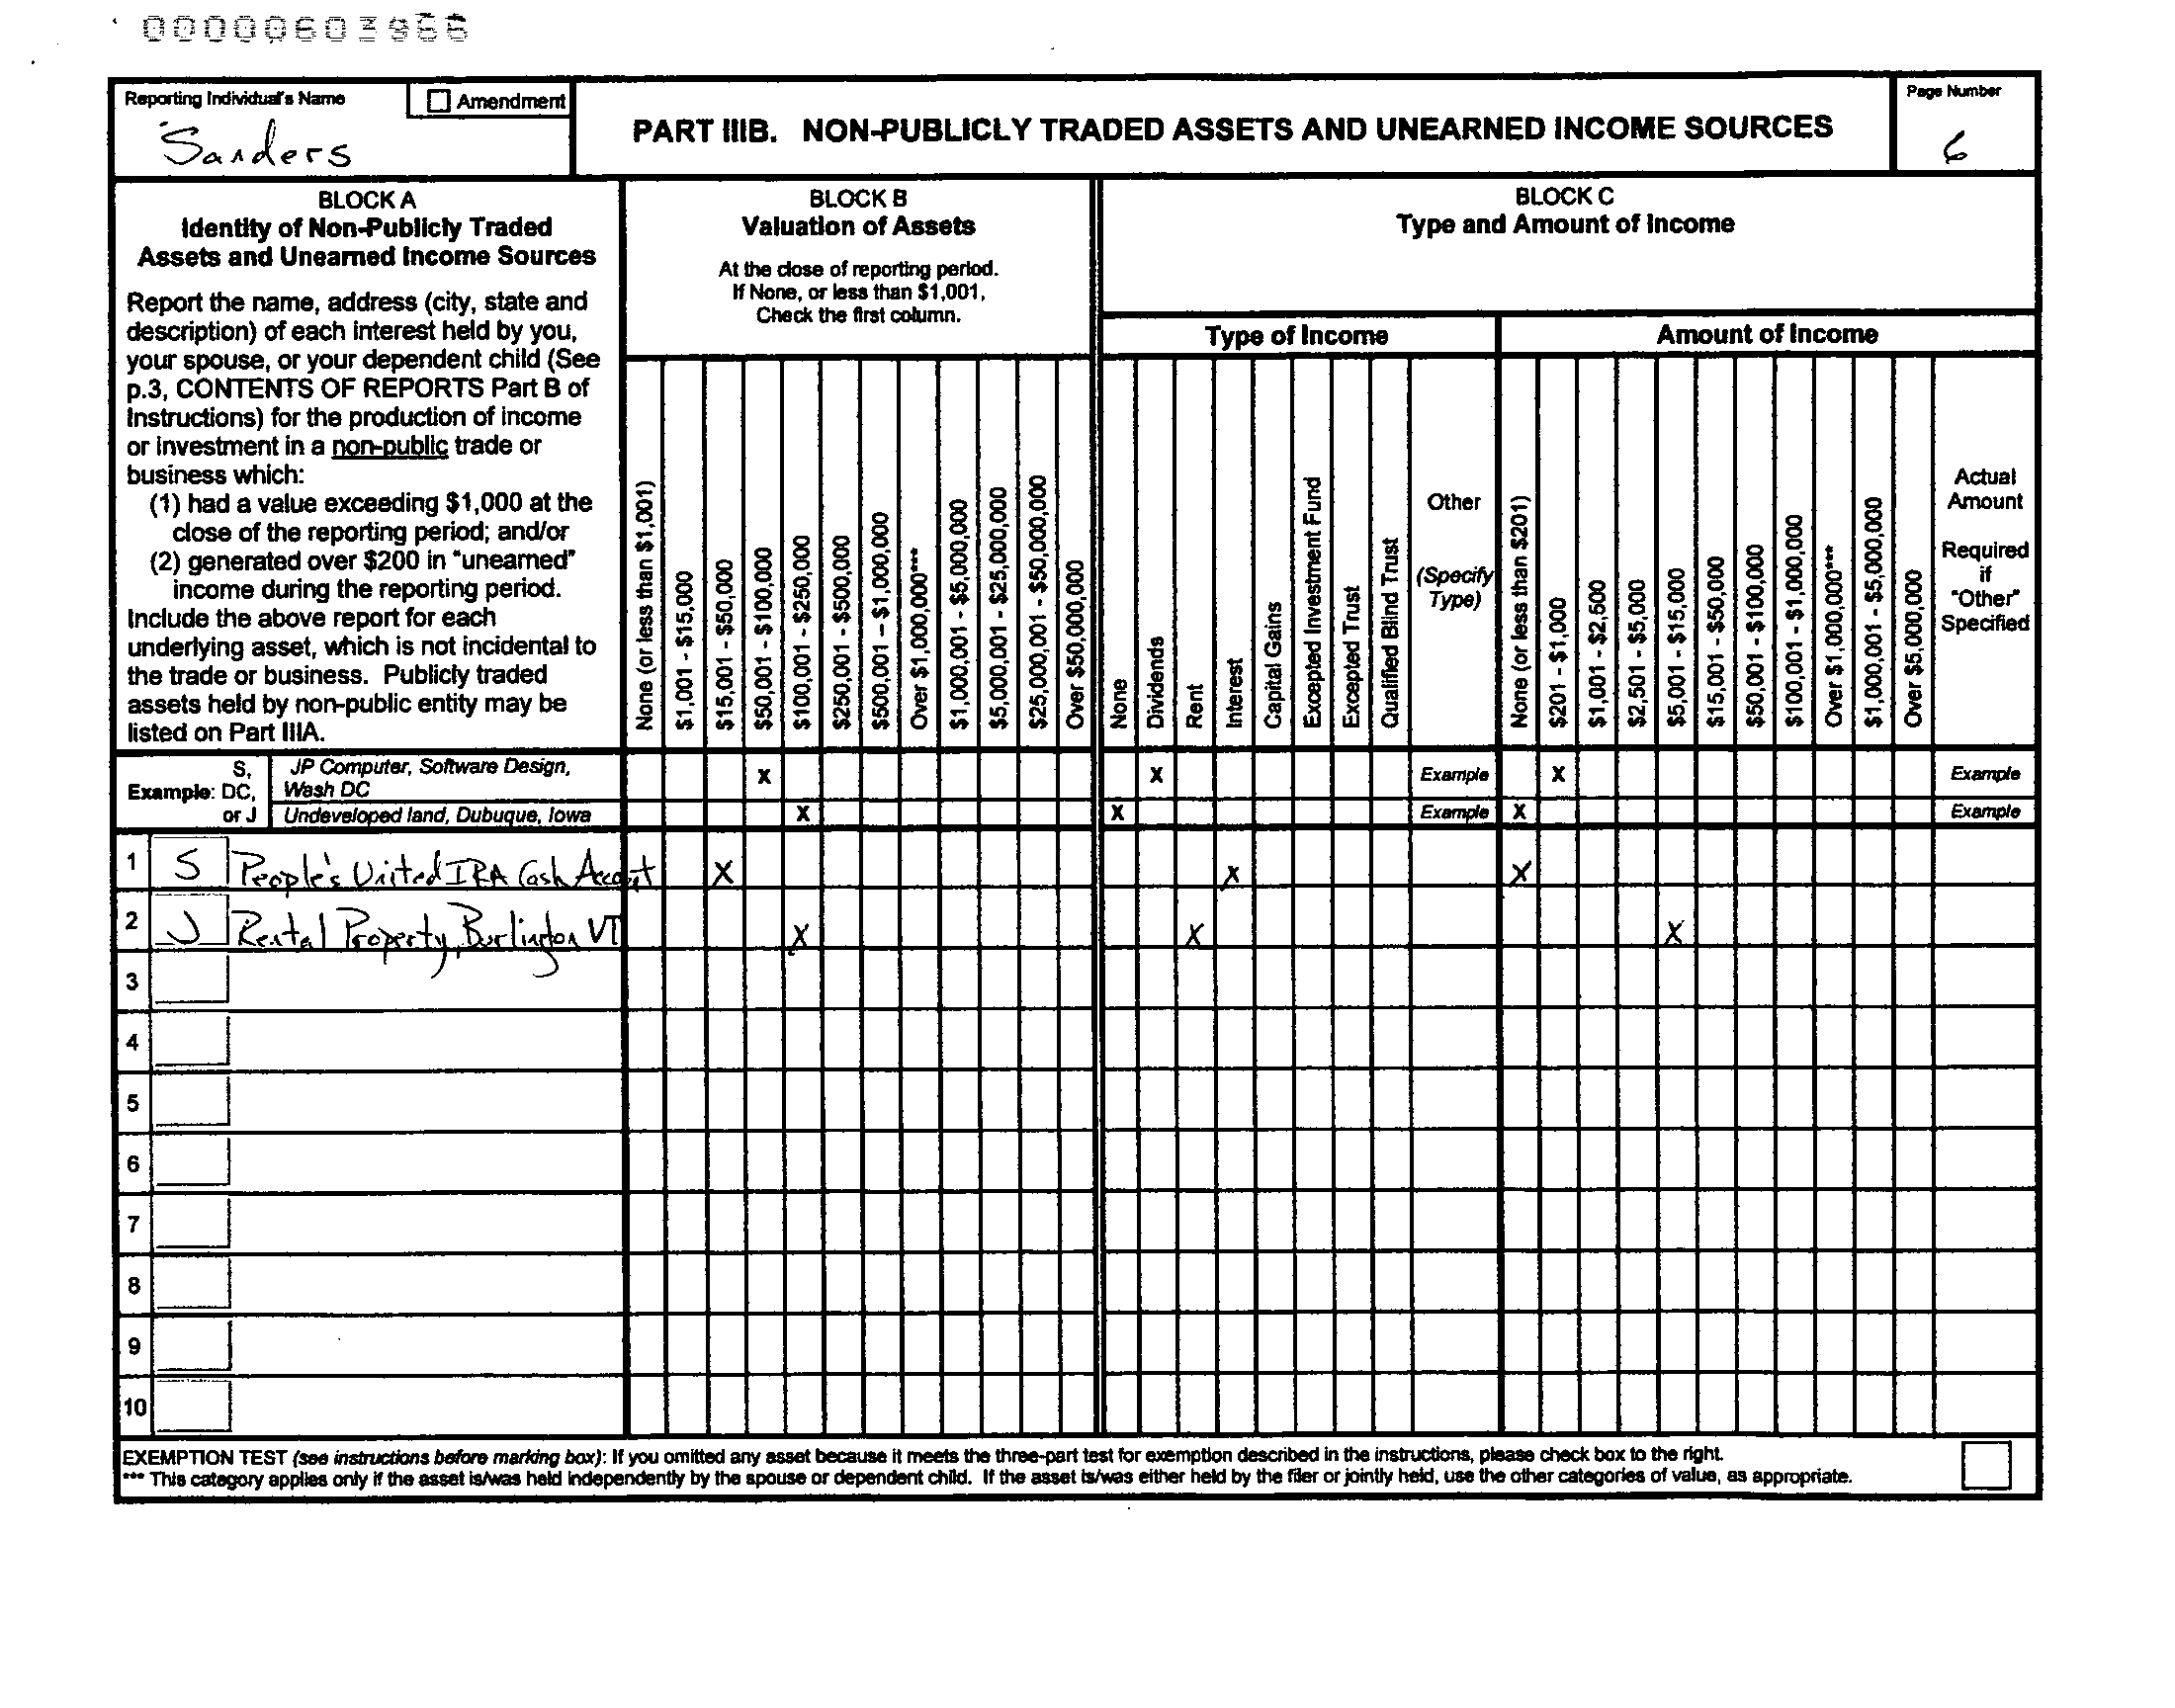 00000603966
Reporting Individual's Name
Amendment
Sanders
PART IIIB. NON-PUBLICLY TRADED ASSETS AND UNEARNED INCOME SOURCES
Page Number
6
BLOCK A
Identity of Non-Publicly Traded
Assets and Unearned Income Sources
Report the name, address (city, state and
description) of each interest held by you,
your spouse, or your dependent child (See
p.3, CONTENTS OF REPORTS Part B of
Instructions) for the production of income
or investment in a non-public trade or
business which:
(1) had a value exceeding $1,000 at the
close of the reporting period; and/or
(2) generated over $200 in "unearned"
income during the reporting period.
Include the above report for each
underlying asset, which is not incidental to
the trade or business. Publicly traded
assets held by non-public entity may be
listed on Part IIIA.
BLOCK B
Valuation of Assets
At the close of reporting period.
If None, or less than $1,001,
Check the first column.
None (or less than $1,001)
$1,001 - $15,000
$15,001 - $50,000
$50,001 - $100,000
$100,001 - $250,000
$250,001 - $500,000
$500,001 - $1,000,000
Over $1,000,000***
$1,000,001 - $5,000,000
$5,000,001 - $25,000,000
$25,000,001 - $50,000,000
Over $50,000,000
BLOCK C
Type and Amount of Income
Type of Income
None
Dividends
Rent
Interest
Capital Gains
Excepted Investment Fund
Excepted Trust
Qualified Blind Trust
Other
(Specify
Type)
Amount of Income
None (or less than $201)
$201 - $1,000
$1,001 - $2,500
$2,501 - $5,000
$5,001 - $15,000
$15,001 - $50,000
$50,001 - $100,000
$100,001 - $1,000,000
Over $1,000,000***
$1,000,001 - $5,000,000
Over $5,000,000
Actual
Amount
Required
if
"Other"
Specified
Example: S, DC, or J
JP Computer, Software Design,
Wash DC X X Example X Example
Undeveloped land, Dubuque, Iowa X X Example X Example
1 S People's United IRA Cash Account X X X
2 J Rental Property, Burlington VT X X X
3
4
5
6
7
8
9
10
EXEMPTION TEST (see instructions before marking box): If you omitted any asset because it meets the three-part test for exemption described in the instructions, please check box to the right.
*** This category applies only if the asset is/was held independently by the spouse or dependent child. If the asset is/was either held by the filer or jointly held, use the other categories of value, as appropriate.